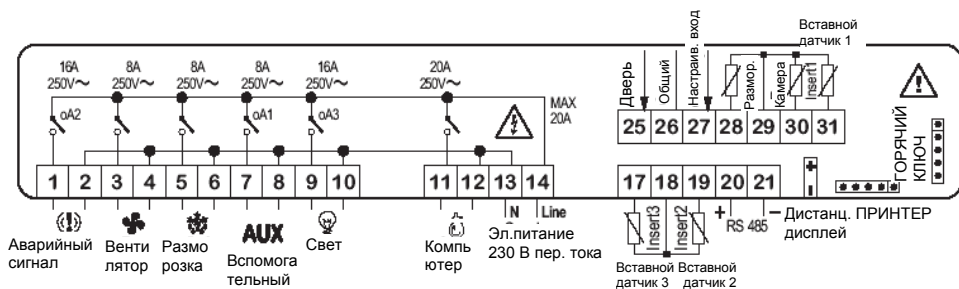 Вставной
датчик 1
16A 8A 8A 8A 16A 20A
250V~ 250V~ 250V~ 250V~ 250V~ 250V~
oA2 oA1 oA3
MAX
20A
Дверь
Общий
Настраив. вход
Размор.
Камера
Insert1
25 26 27 28 29 30 31
ГОРЯЧИЙ
КЛЮЧ
1 2 3 4 5 6 7 8 9 10 11 12 13 14
17 18 19 20 21
+
-
N Line
Insert3 Insert2
+ RS 485 -
Аварийный
сигнал
Венти
лятор
Размо
розка
AUX
Вспомога
тельный
Свет
Компь
ютер
Эл.питание
230 В пер. тока
Дистанц. ПРИНТЕР
дисплей
Вставной
датчик 3
Вставной
датчик 2